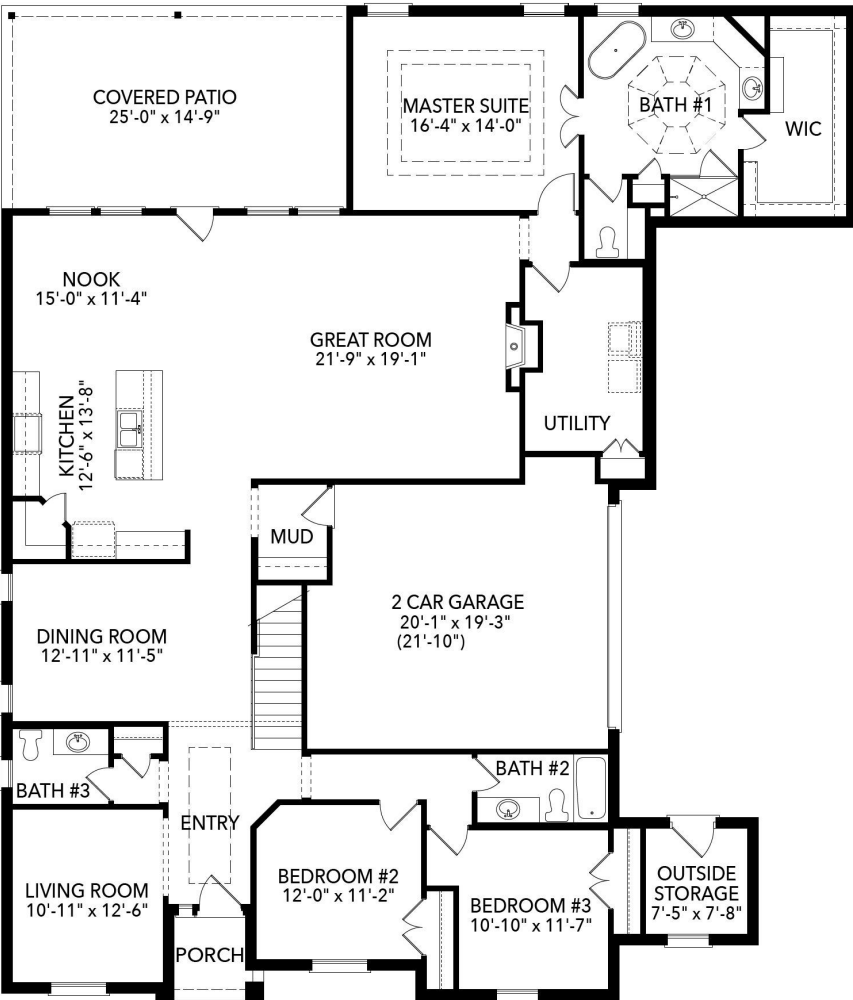 COVERED PATIO
25'-0" x 14'-9"
MASTER SUITE
16'-4" x 14'-0"
BATH #1
WIC
NOOK
15'-0" x 11'-4"
GREAT ROOM
21'-9" x 19'-1"
KITCHEN
12'-6" x 13'-8"
UTILITY
MUD
2 CAR GARAGE
20'-1" x 19'-3"
(21'-10")
DINING ROOM
12'-11" x 11'-5"
BATH #3
BATH #2
ENTRY
LIVING ROOM
10'-11" x 12'-6"
BEDROOM #2
12'-0" x 11'-2"
BEDROOM #3
10'-10" x 11'-7"
OUTSIDE
STORAGE
7'-5" x 7'-8"
PORCH